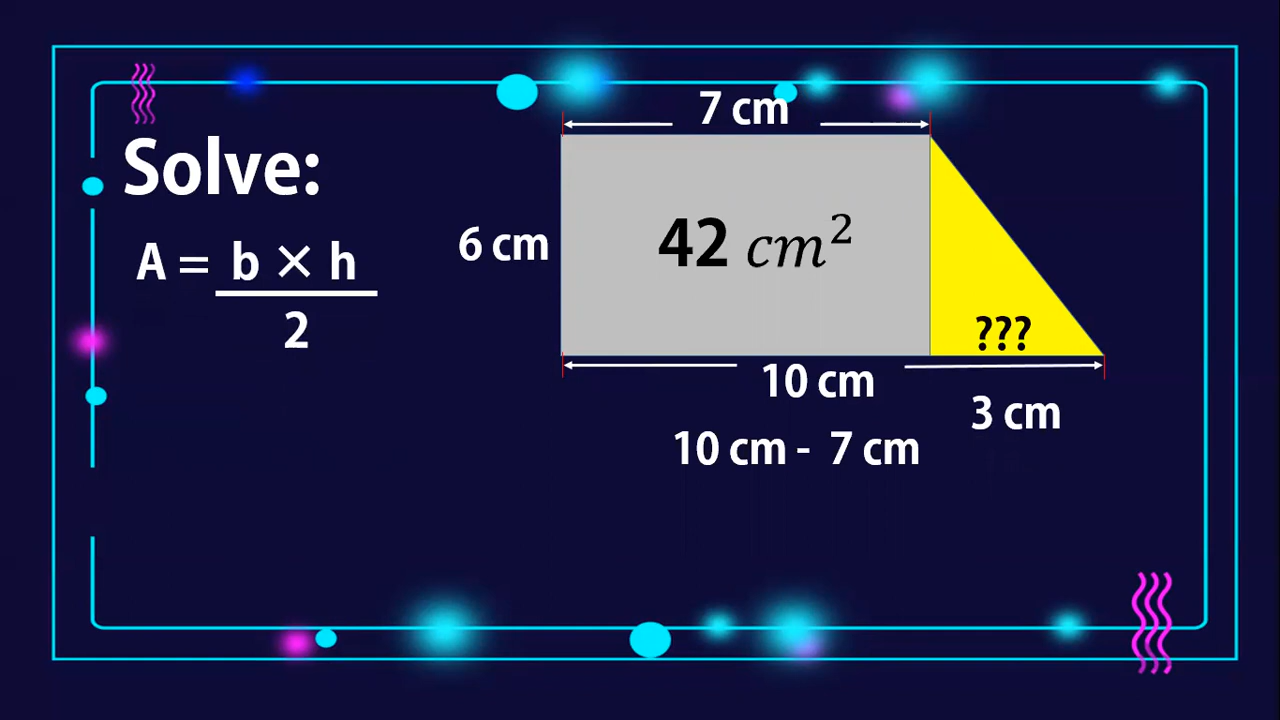 Solve:
A = b × h
2
7 cm
6 cm
42 cm²
???
10 cm
3 cm
10 cm - 7 cm